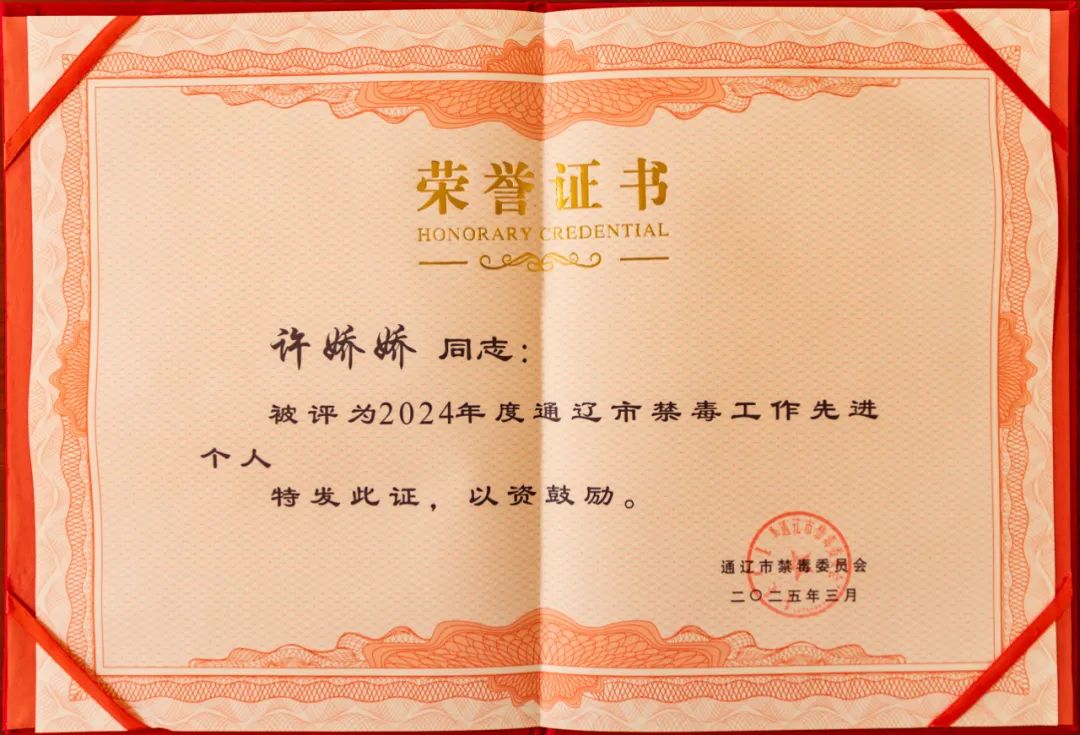 荣誉证书
HONORARY CREDENTIAL
许娇娇 同志：
被评为2024年度通辽市禁毒工作先进
个人
特发此证，以资鼓励。
通辽市禁毒委员会
二〇二五年三月